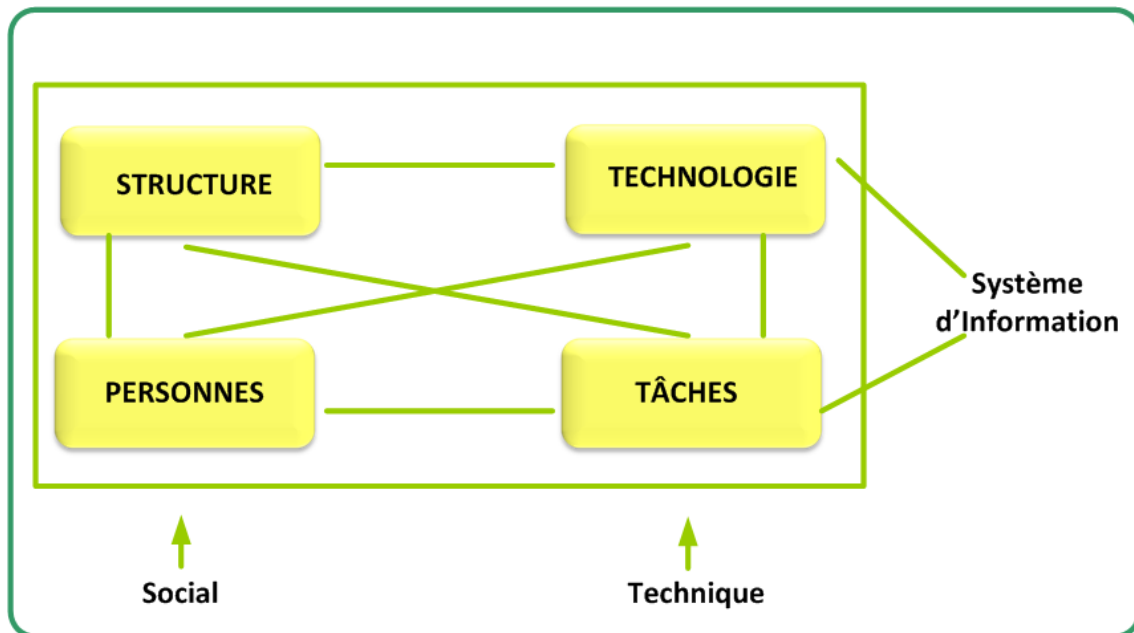 STRUCTURE
TECHNOLOGIE
Système
d'Information
PERSONNES
TÂCHES
Social
Technique